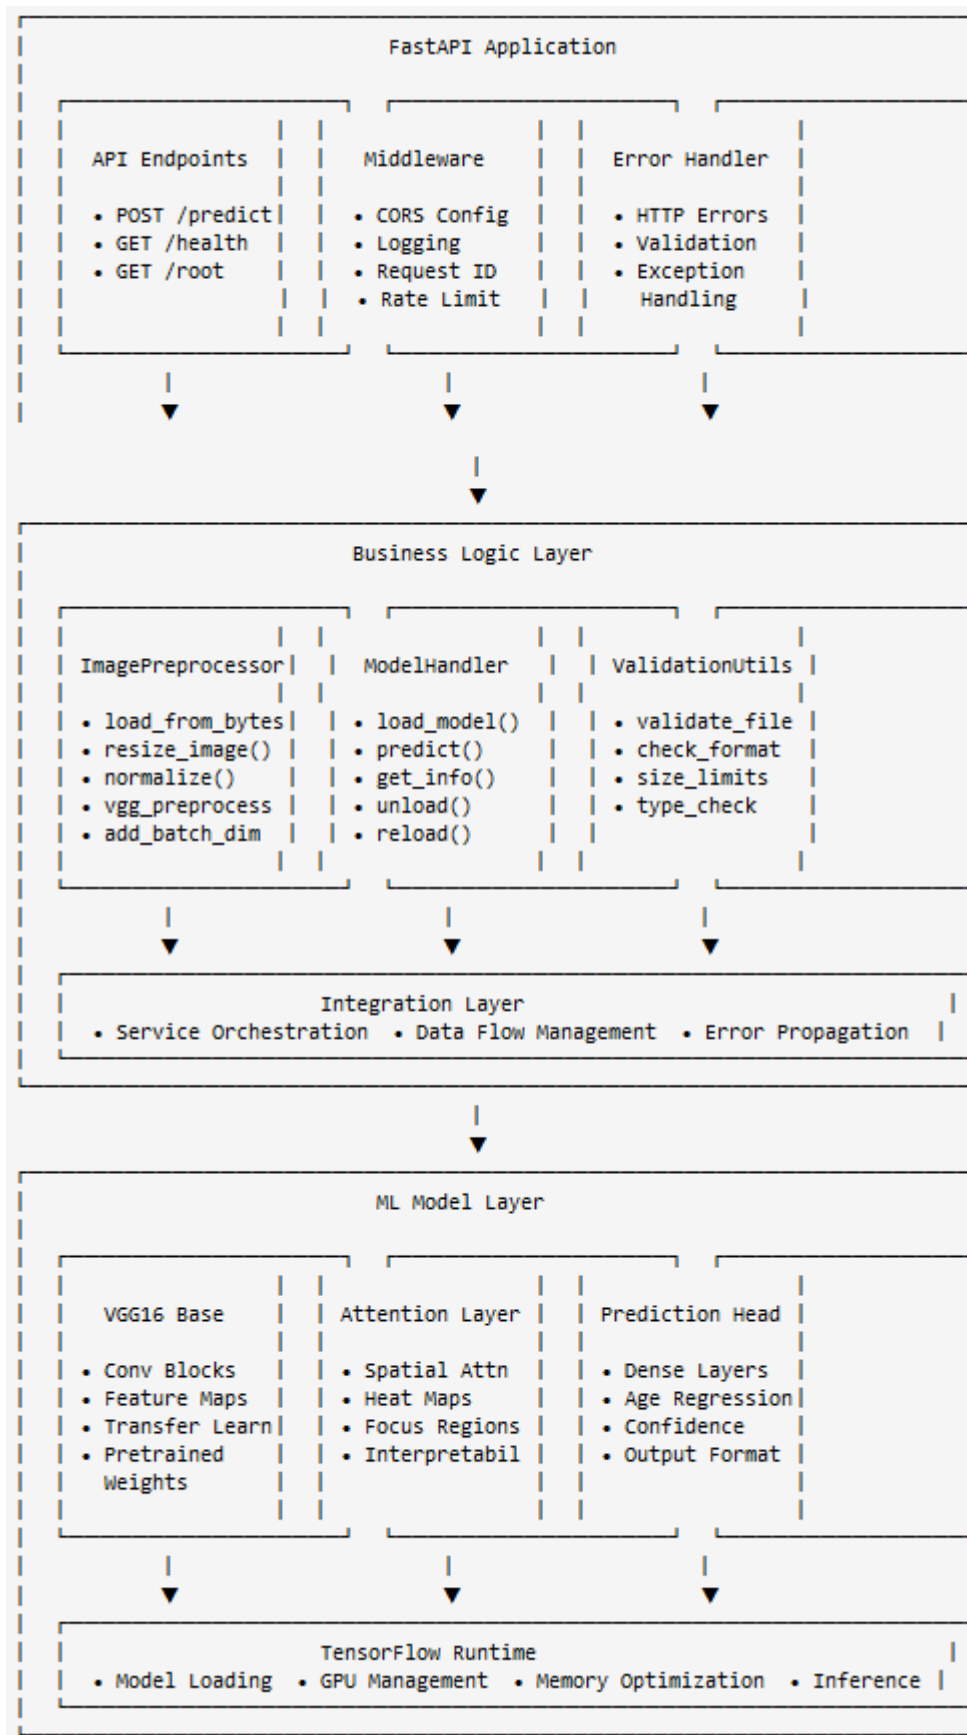 FastAPI Application
API Endpoints Middleware Error Handler
• POST /predict • CORS Config • HTTP Errors
• GET /health • Logging • Validation
• GET /root • Request ID • Exception
• Rate Limit Handling
Business Logic Layer
ImagePreprocessor ModelHandler ValidationUtils
• load_from_bytes • load_model() • validate_file
• resize_image() • predict() • check_format
• normalize() • get_info() • size_limits
• vgg_preprocess • unload() • type_check
• add_batch_dim • reload()
Integration Layer
• Service Orchestration • Data Flow Management • Error Propagation
ML Model Layer
VGG16 Base Attention Layer Prediction Head
• Conv Blocks • Spatial Attn • Dense Layers
• Feature Maps • Heat Maps • Age Regression
• Transfer Learn • Focus Regions • Confidence
• Pretrained • Interpretabil • Output Format
Weights
TensorFlow Runtime
• Model Loading • GPU Management • Memory Optimization • Inference